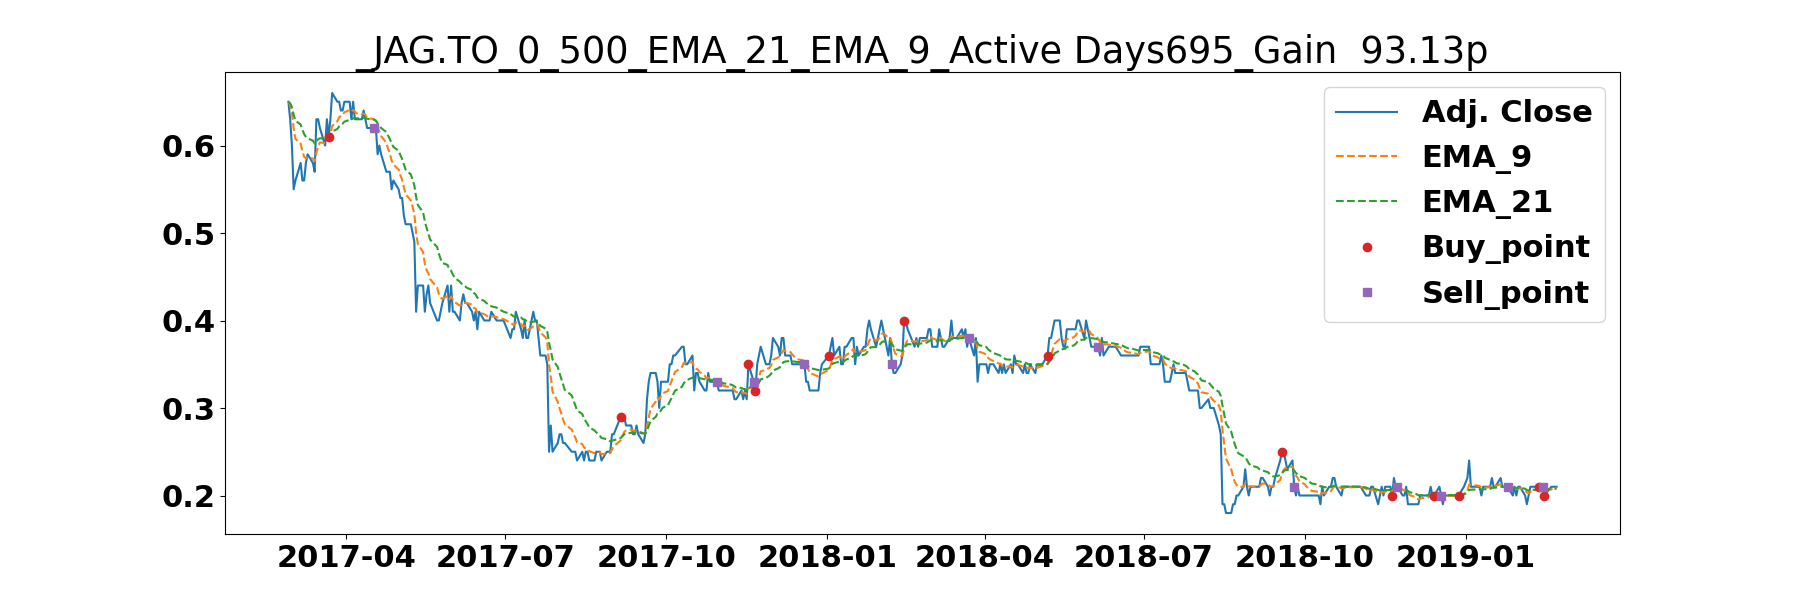 _JAG.TO_0_500_EMA_21_EMA_9_Active Days695_Gain  93.13p
Adj. Close
EMA_9
EMA_21
Buy_point
Sell_point
0.6
0.5
0.4
0.3
0.2
2017-04 2017-07 2017-10 2018-01 2018-04 2018-07 2018-10 2019-01